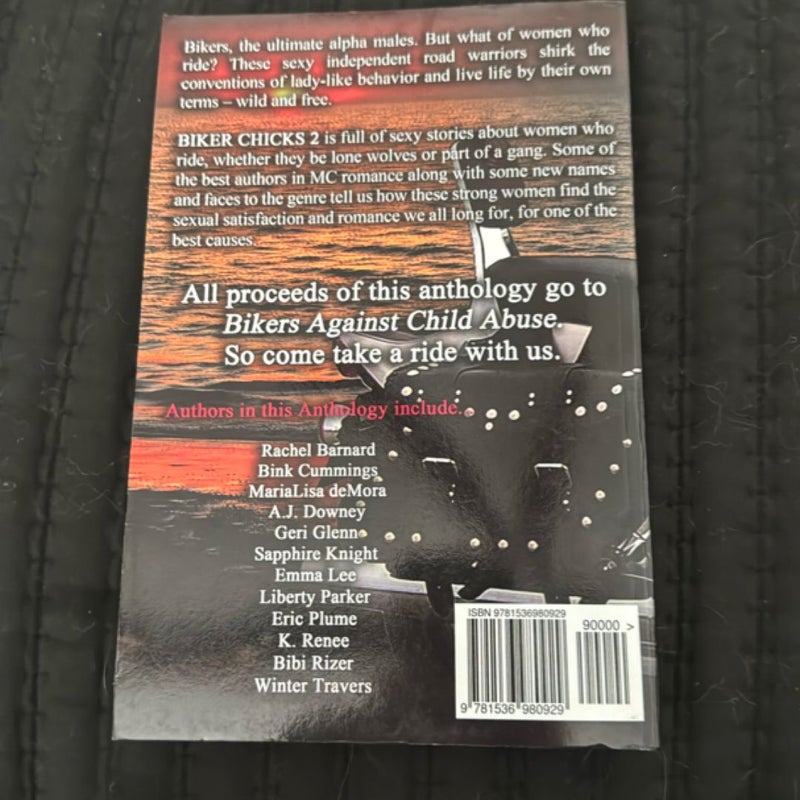 Bikers, the ultimate alpha males. But what of women who
ride? These sexy independent road warriors shirk the
conventions of lady-like behavior and live life by their own
terms – wild and free.
BIKER CHICKS 2 is full of sexy stories about women who
ride, whether they be lone wolves or part of a gang. Some of
the best authors in MC romance along with some new names
and faces to the genre tell us how these strong women find the
sexual satisfaction and romance we all long for, for one of the
best causes.
All proceeds of this anthology go to
Bikers Against Child Abuse.
So come take a ride with us.
Authors in this Anthology include...
Rachel Barnard
Bink Cummings
MariaLisa deMora
A.J. Downey
Geri Glenn
Sapphire Knight
Emma Lee
Liberty Parker
Eric Plume
K. Renee
Bibi Rizer
Winter Travers
ISBN 9781536980929
90000 >
9 781536 980929